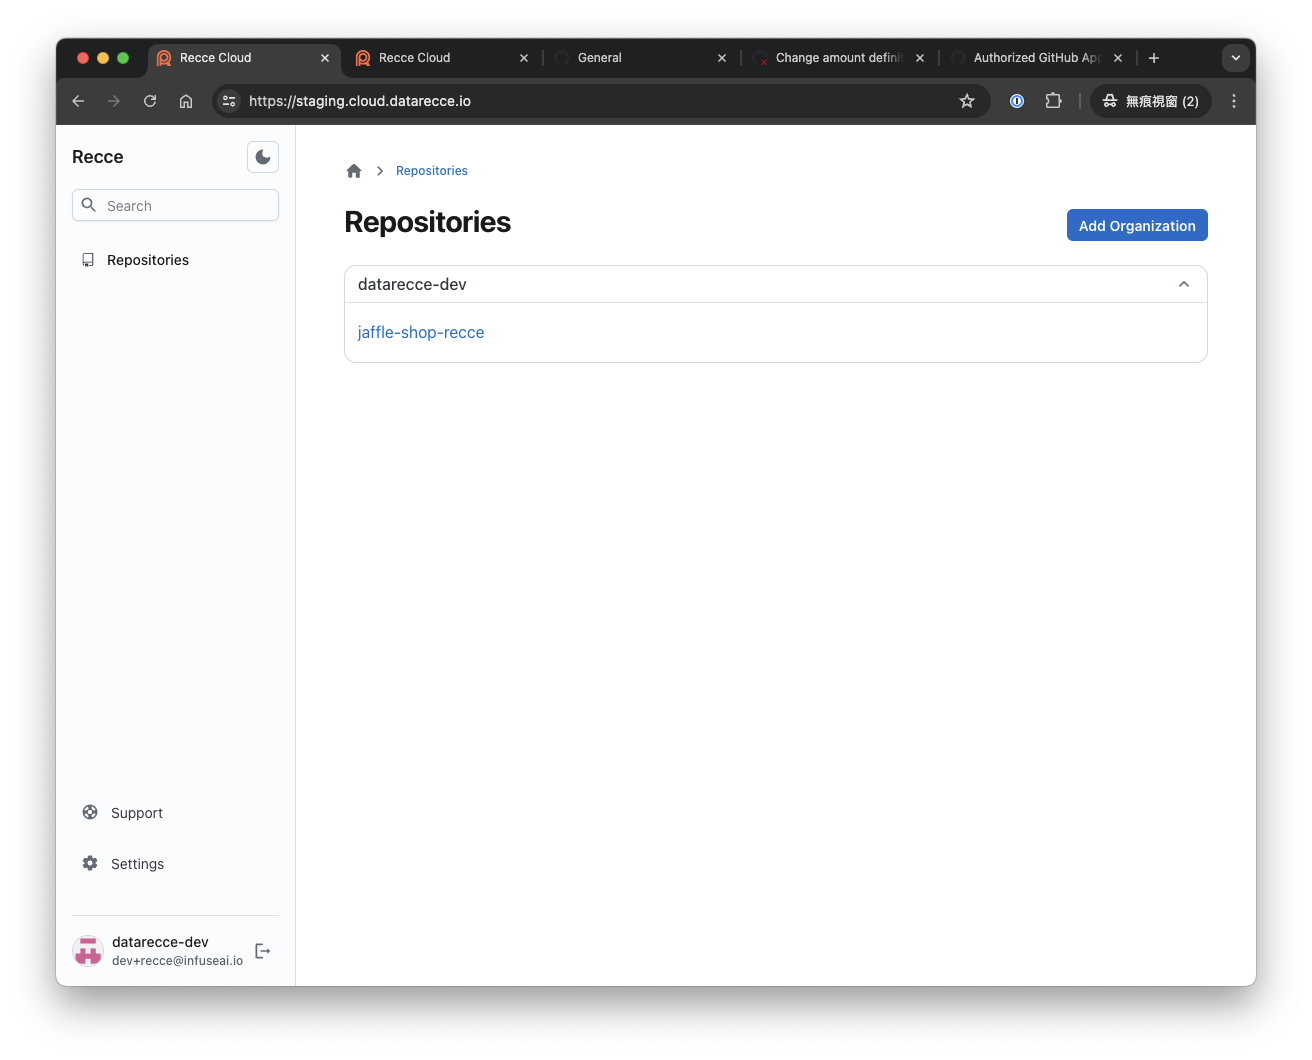 Recce Cloud
Recce Cloud
General
Change amount defini
Authorized GitHub Ap
https://staging.cloud.datarecce.io
無痕視窗 (2)
Recce
Search
Repositories
Support
Settings
datarecce-dev
dev+recce@infuseai.io
Repositories
Repositories
Add Organization
datarecce-dev
jaffle-shop-recce